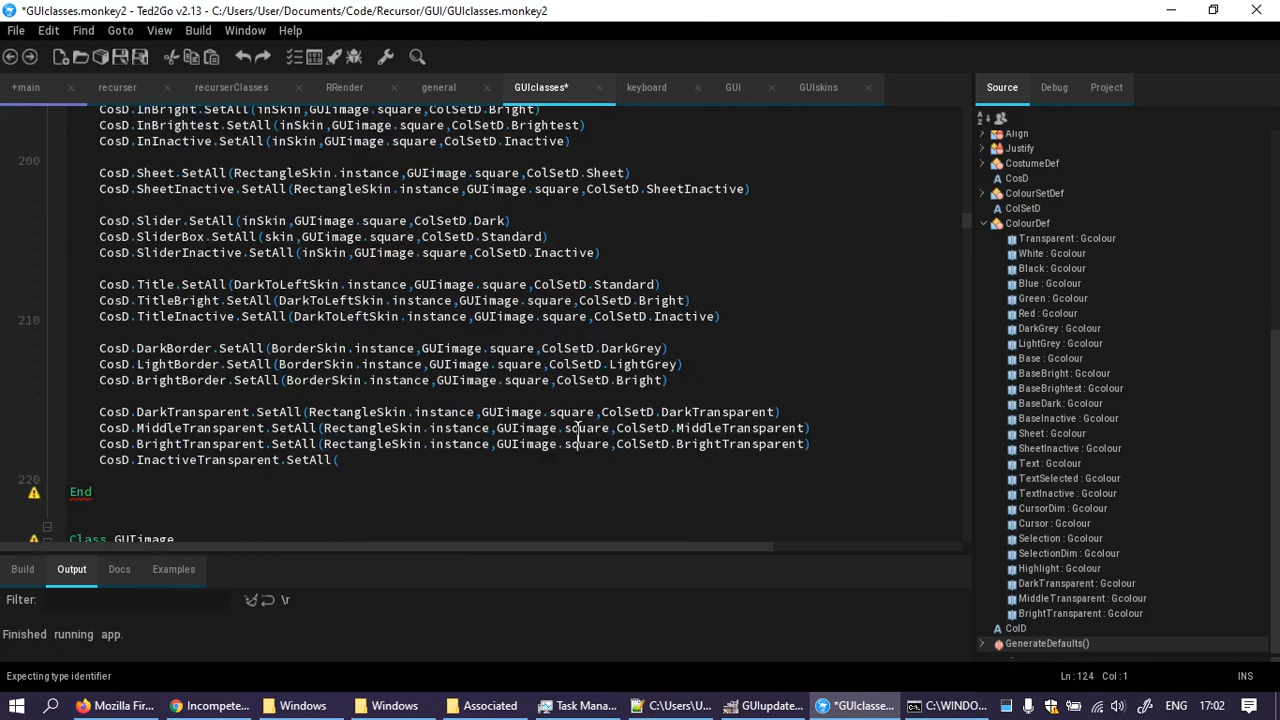 *GUIclasses.monkey2* - Ted2Go v2.13 - C:/Users/User/Documents/Code/Recursor/GUI/GUIclasses.monkey2
File Edit Find Goto View Build Window Help
+main recurser recurserClasses RRender general GUIclasses* keyboard GUI GUIskins Source Debug Project
CosD.InBright.SetAll(inSkin,GUIimage.square,ColSetD.Bright)
CosD.InBrightest.SetAll(inSkin,GUIimage.square,ColSetD.Brightest)
CosD.InInactive.SetAll(inSkin,GUIimage.square,ColSetD.Inactive)
200
CosD.Sheet.SetAll(RectangleSkin.instance,GUIimage.square,ColSetD.Sheet)
CosD.SheetInactive.SetAll(RectangleSkin.instance,GUIimage.square,ColSetD.SheetInactive)
CosD.Slider.SetAll(inSkin,GUIimage.square,ColSetD.Dark)
CosD.SliderBox.SetAll(skin,GUIimage.square,ColSetD.Standard)
CosD.SliderInactive.SetAll(inSkin,GUIimage.square,ColSetD.Inactive)
CosD.Title.SetAll(DarkToLeftSkin.instance,GUIimage.square,ColSetD.Standard)
CosD.TitleBright.SetAll(DarkToLeftSkin.instance,GUIimage.square,ColSetD.Bright)
210 CosD.TitleInactive.SetAll(DarkToLeftSkin.instance,GUIimage.square,ColSetD.Inactive)
CosD.DarkBorder.SetAll(BorderSkin.instance,GUIimage.square,ColSetD.DarkGrey)
CosD.LightBorder.SetAll(BorderSkin.instance,GUIimage.square,ColSetD.LightGrey)
CosD.BrightBorder.SetAll(BorderSkin.instance,GUIimage.square,ColSetD.Bright)
CosD.DarkTransparent.SetAll(RectangleSkin.instance,GUIimage.square,ColSetD.DarkTransparent)
CosD.MiddleTransparent.SetAll(RectangleSkin.instance,GUIimage.square,ColSetD.MiddleTransparent)
CosD.BrightTransparent.SetAll(RectangleSkin.instance,GUIimage.square,ColSetD.BrightTransparent)
CosD.InactiveTransparent.SetAll(
220
End
Class GUIimage
Align
Justify
CostumeDef
CosD
ColourSetDef
ColSetD
ColourDef
Transparent : Gcolour
White : Gcolour
Black : Gcolour
Blue : Gcolour
Green : Gcolour
Red : Gcolour
DarkGrey : Gcolour
LightGrey : Gcolour
Base : Gcolour
BaseBright : Gcolour
BaseBrightest : Gcolour
BaseDark : Gcolour
BaseInactive : Gcolour
Sheet : Gcolour
SheetInactive : Gcolour
Text : Gcolour
TextSelected : Gcolour
TextInactive : Gcolour
CursorDim : Gcolour
Cursor : Gcolour
Selection : Gcolour
SelectionDim : Gcolour
Highlight : Gcolour
DarkTransparent : Gcolour
MiddleTransparent : Gcolour
BrightTransparent : Gcolour
ColD
GenerateDefaults()
Build Output Docs Examples
Filter: \r
Finished running app.
Expecting type identifier Ln:124 Col:1 INS
Mozilla Fir... Incompete... Windows Windows Associated Task Mana... C:\Users\U... GUIupdate... *GUIclasse... C:\WINDO... ENG 17:02